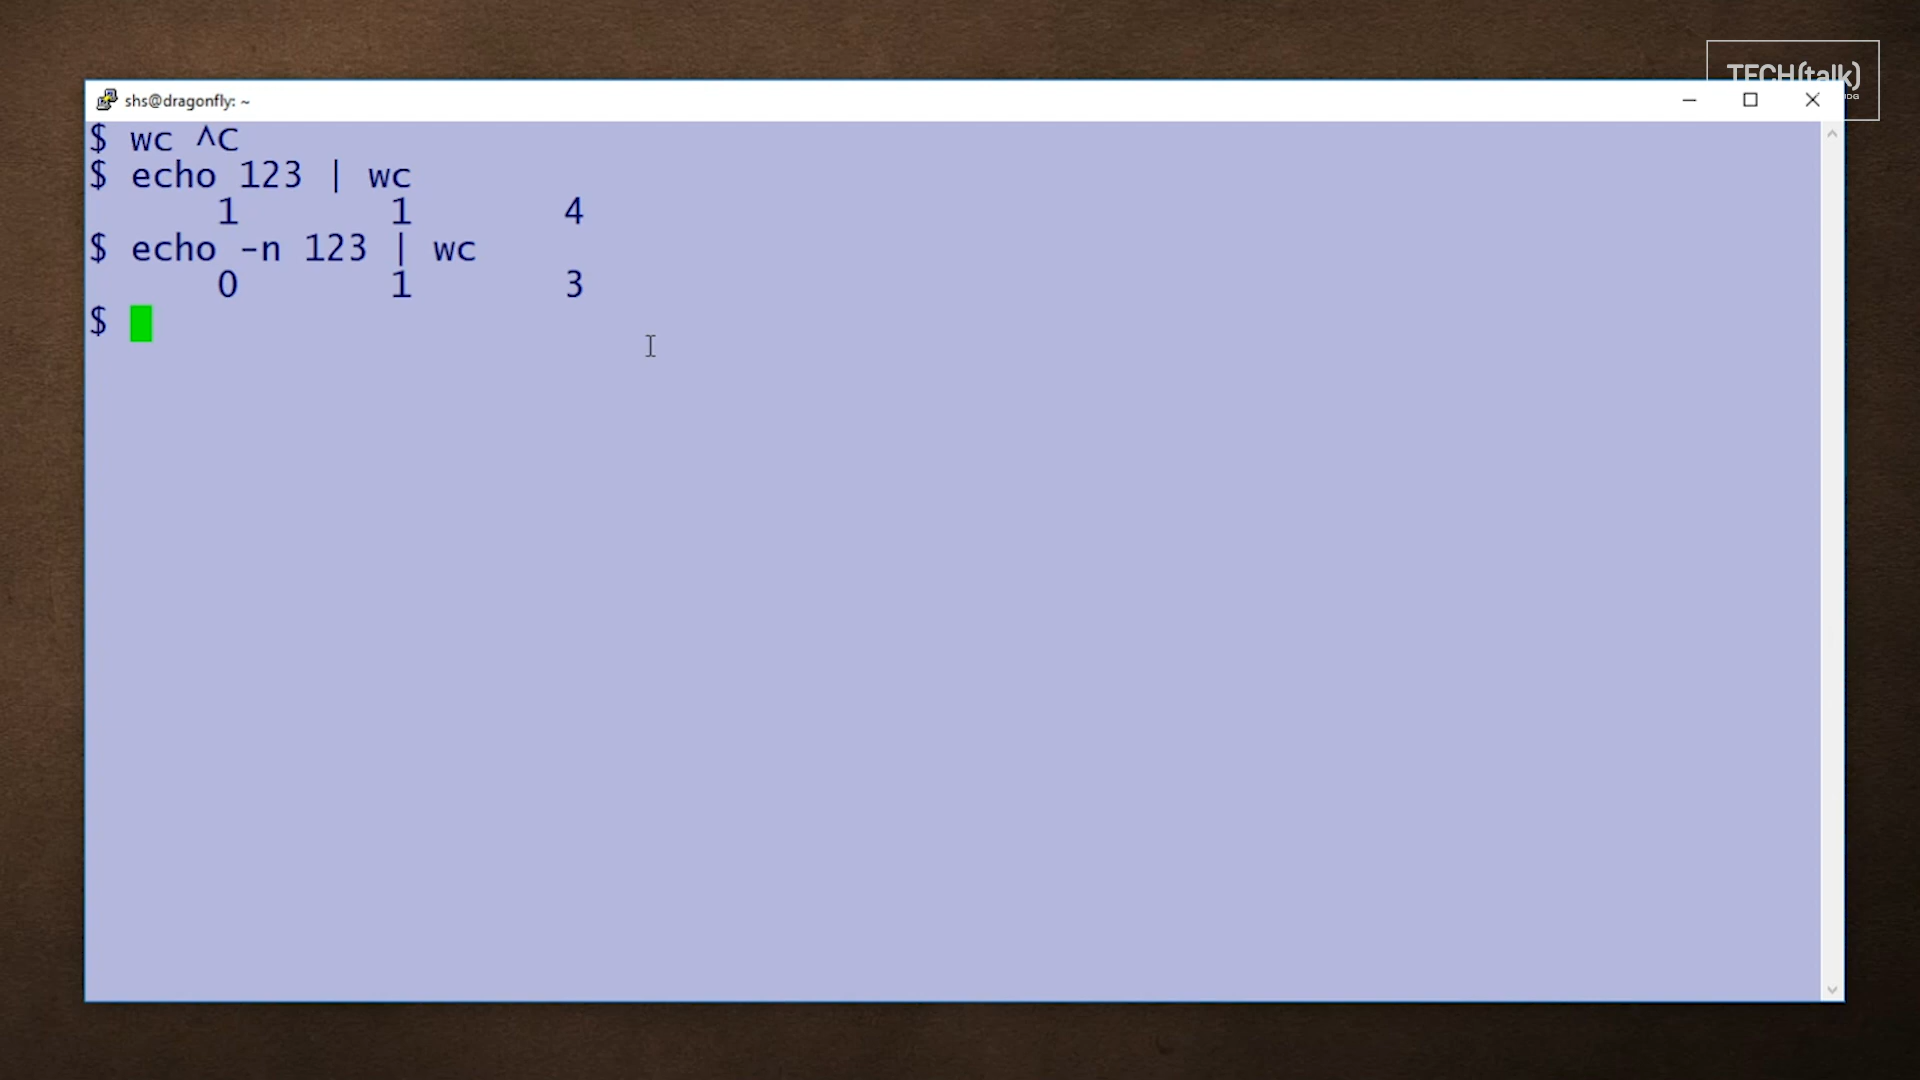 TECH(talk)
shs@dragonfly: ~
$ wc ^C
$ echo 123 | wc
1 1 4
$ echo -n 123 | wc
0 1 3
$